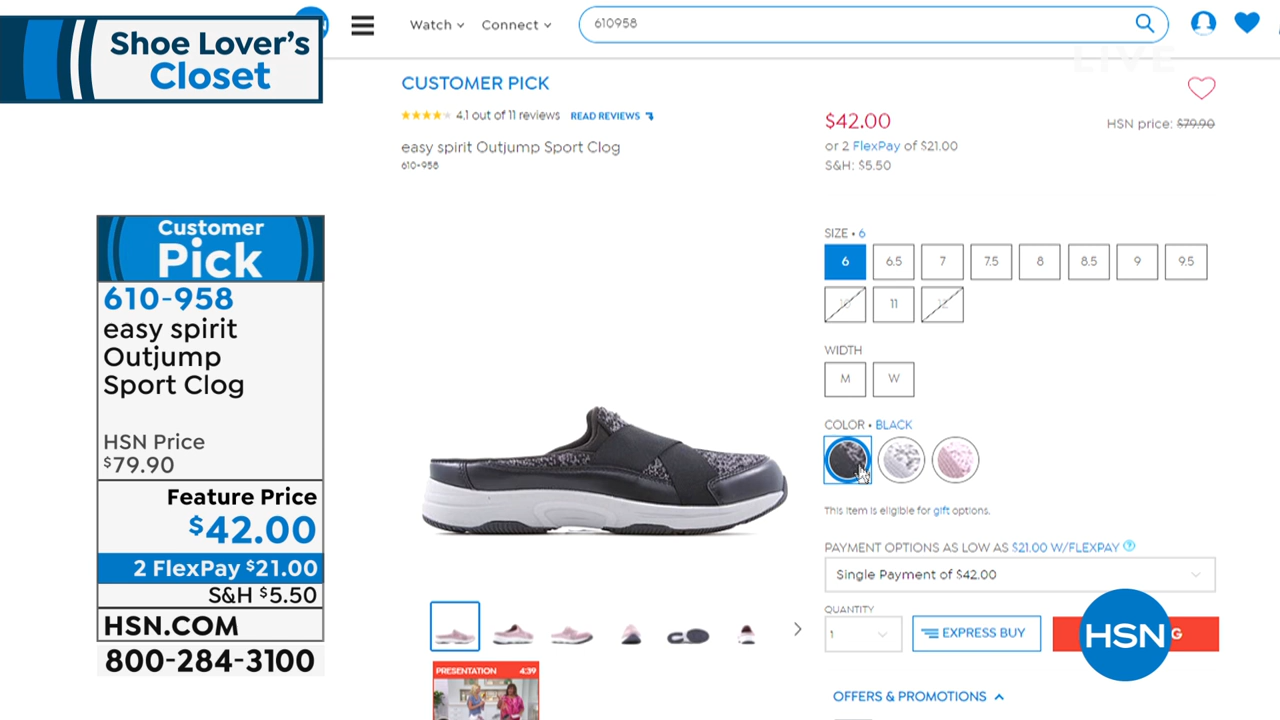 Shoe Lover's
Closet
Watch
Connect
610958
LIVE
CUSTOMER PICK
4.1 out of 11 reviews READ REVIEWS
easy spirit Outjump Sport Clog
610-958
$42.00
HSN price: $79.90
or 2 FlexPay of $21.00
S&H: $5.50
SIZE • 6
6 6.5 7 7.5 8 8.5 9 9.5
10 11 12
WIDTH
M W
COLOR • BLACK
This item is eligible for gift options.
PAYMENT OPTIONS AS LOW AS $21.00 W/FLEXPAY ?
Single Payment of $42.00
QUANTITY
1
EXPRESS BUY
HSN
G
OFFERS & PROMOTIONS
PRESENTATION 4:39
Customer
Pick
610-958
easy spirit
Outjump
Sport Clog
HSN Price
$79.90
Feature Price
$42.00
2 FlexPay $21.00
S&H $5.50
HSN.COM
800-284-3100